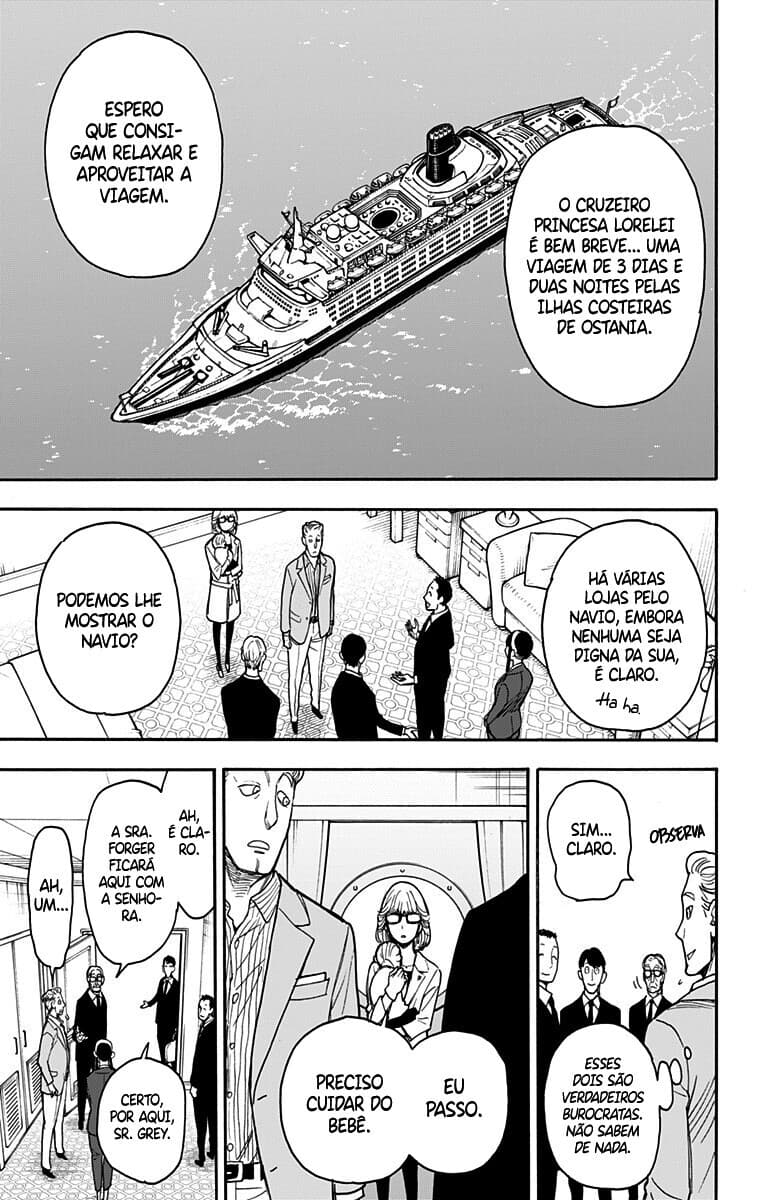 O CRUZEIRO
PRINCESA LORELEI
É BEM BREVE... UMA
VIAGEM DE 3 DIAS E
DUAS NOITES PELAS
ILHAS COSTEIRAS
DE OSTANIA.
ESPERO
QUE CONSI-
GAM RELAXAR E
APROVEITAR A
VIAGEM.
HÁ VÁRIAS
LOJAS PELO
NAVIO, EMBORA
NENHUMA SEJA
DIGNA DA SUA,
É CLARO.
Ha ha.
PODEMOS LHE
MOSTRAR O
NAVIO?
OBSERVA
SIM...
CLARO.
ESSES
DOIS SÃO
VERDADEIROS
BUROCRATAS.
NÃO SABEM
DE NADA.
EU
PASSO.
PRECISO
CUIDAR DO
BEBÊ.
AH,
É CLA-
RO.
A SRA.
FORGER
FICARÁ
AQUI COM
A SENHO-
RA.
AH,
UM...
CERTO,
POR AQUI,
SR. GREY.